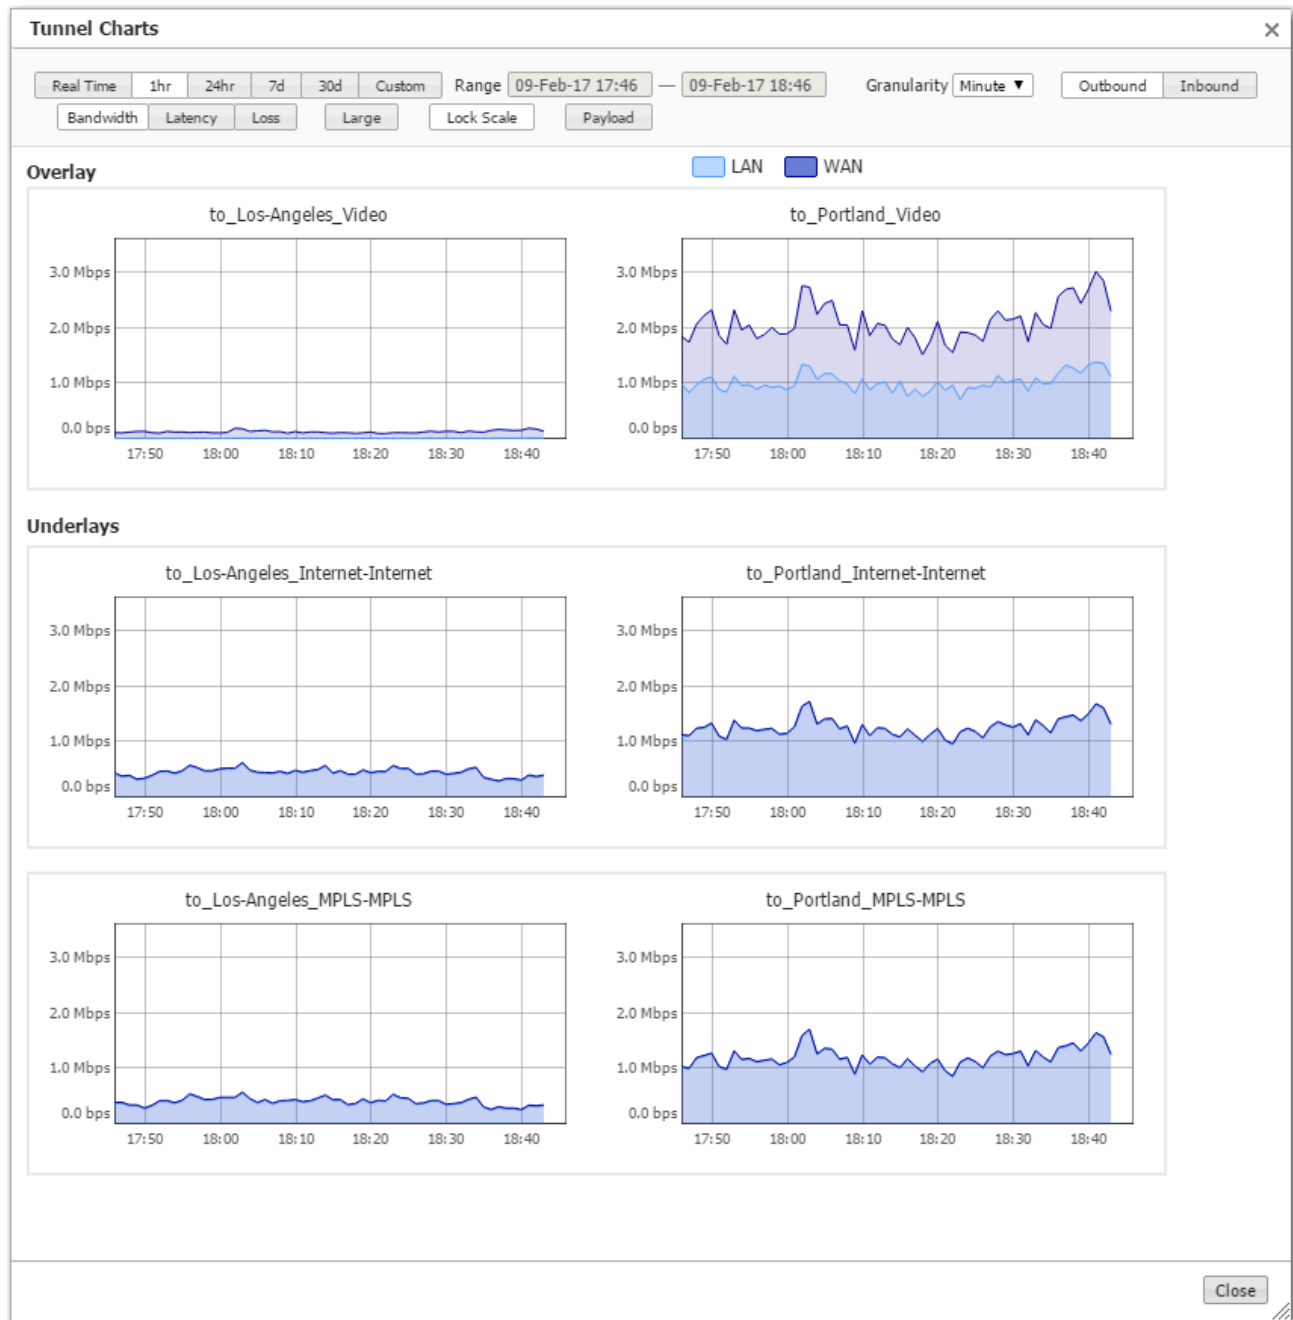 Tunnel Charts ×
Real Time 1hr 24hr 7d 30d Custom Range 09-Feb-17 17:46 — 09-Feb-17 18:46 Granularity Minute ▼ Outbound Inbound
Bandwidth Latency Loss Large Lock Scale Payload
Overlay LAN WAN
to_Los-Angeles_Video to_Portland_Video
3.0 Mbps 3.0 Mbps
2.0 Mbps 2.0 Mbps
1.0 Mbps 1.0 Mbps
0.0 bps 0.0 bps
17:50 18:00 18:10 18:20 18:30 18:40 17:50 18:00 18:10 18:20 18:30 18:40
Underlays
to_Los-Angeles_Internet-Internet to_Portland_Internet-Internet
3.0 Mbps 3.0 Mbps
2.0 Mbps 2.0 Mbps
1.0 Mbps 1.0 Mbps
0.0 bps 0.0 bps
17:50 18:00 18:10 18:20 18:30 18:40 17:50 18:00 18:10 18:20 18:30 18:40
to_Los-Angeles_MPLS-MPLS to_Portland_MPLS-MPLS
3.0 Mbps 3.0 Mbps
2.0 Mbps 2.0 Mbps
1.0 Mbps 1.0 Mbps
0.0 bps 0.0 bps
17:50 18:00 18:10 18:20 18:30 18:40 17:50 18:00 18:10 18:20 18:30 18:40
Close